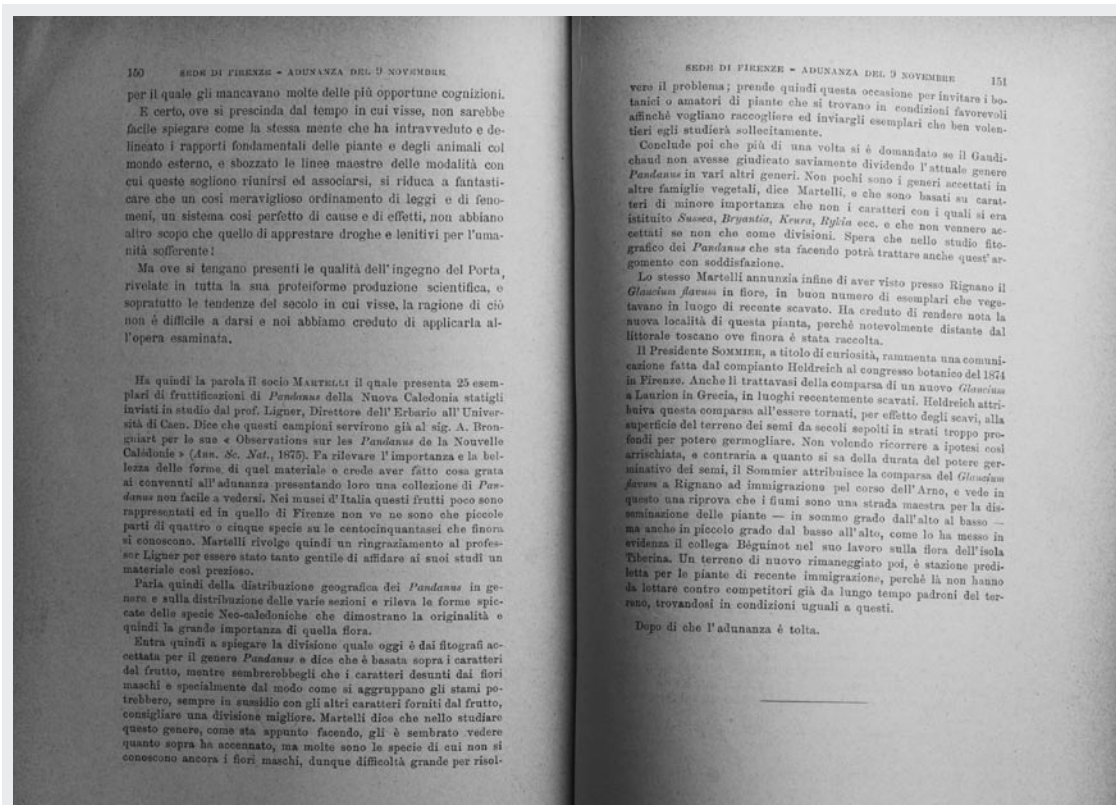 150 SEDE DI FIRENZE - ADUNANZA DEL 9 NOVEMBRE
per il quale gli mancavano molte delle più opportune cognizioni.
E certo, ove si prescinda dal tempo in cui visse, non sarebbe
facile spiegare come la stessa mente che ha intravveduto e de-
lineato i rapporti fondamentali delle piante e degli animali col
mondo esterno, e sbozzato le linee maestre delle modalità con
cui queste sogliono riunirsi ed associarsi, si riduca a fantasti-
care che un così meraviglioso ordinamento di leggi e di feno-
meni, un sistema così perfetto di cause e di effetti, non abbiano
altro scopo che quello di apprestare droghe e lenitivi per l'uma-
nità sofferente!
Ma ove si tengano presenti le qualità dell'ingegno del Porta,
rivelate in tutta la sua proteiforme produzione scientifica, e
sopratutto le tendenze del secolo in cui visse, la ragione di ciò
non è difficile a darsi e noi abbiamo creduto di applicarla al-
l'opera esaminata.
Ha quindi la parola il socio MARTELLI il quale presenta 25 esem-
plari di fruttificazioni di Pandanus della Nuova Caledonia statigli
inviati in studio dal prof. Ligner, Direttore dell'Erbario all'Univer-
sità di Caen. Dice che questi campioni servirono già al sig. A. Bron-
gniart per le sue « Observations sur les Pandanus de la Nouvelle
Calédonie » (Ann. Sc. Nat., 1875). Fa rilevare l'importanza e la bel-
lezza delle forme di quel materiale e crede aver fatto cosa grata
ai convenuti all'adunanza presentando loro una collezione di Pan-
danus non facile a vedersi. Nei musei d'Italia questi frutti poco sono
rappresentati ed in quello di Firenze non ve ne sono che piccole
parti di quattro o cinque specie su le centocinquantasei che finora
si conoscono. Martelli rivolge quindi un ringraziamento al profes-
sor Ligner per essere stato tanto gentile di affidare ai suoi studî un
materiale così prezioso.
Parla quindi della distribuzione geografica dei Pandanus in ge-
nere e sulla distribuzione delle varie sezioni e rileva le forme spic-
cate delle specie Neo-caledoniche che dimostrano la originalità e
quindi la grande importanza di quella flora.
Entra quindi a spiegare la divisione quale oggi è dai fitografi ac-
cettata per il genere Pandanus e dice che è basata sopra i caratteri
del frutto, mentre sembrerebbegli che i caratteri desunti dai fiori
maschi e specialmente dal modo come si aggruppano gli stami po-
trebbero, sempre in sussidio con gli altri caratteri forniti dal frutto,
consigliare una divisione migliore. Martelli dice che nello studiare
questo genere, come sta appunto facendo, gli è sembrato vedere
quanto sopra ha accennato, ma molte sono le specie di cui non si
conoscono ancora i fiori maschi, dunque difficoltà grande per risol-
SEDE DI FIRENZE - ADUNANZA DEL 9 NOVEMBRE 151
vere il problema; prende quindi questa occasione per invitare i bo-
tanici o amatori di piante che si trovano in condizioni favorevoli
affinchè vogliano raccogliere ed inviargli esemplari che ben volen-
tieri egli studierà sollecitamente.
Conclude poi che più di una volta si è domandato se il Gaudi-
chaud non avesse giudicato saviamente dividendo l'attuale genere
Pandanus in vari altri generi. Non pochi sono i generi accettati in
altre famiglie vegetali, dice Martelli, e che sono basati su carat-
teri di minore importanza che non i caratteri con i quali si era
istituito Sussea, Bryantia, Keura, Rykia ecc. e che non vennero ac-
cettati se non che come divisioni. Spera che nello studio fito-
grafico dei Pandanus che sta facendo potrà trattare anche quest'ar-
gomento con soddisfazione.
Lo stesso Martelli annunzia infine di aver visto presso Rignano il
Glaucium flavum in fiore, in buon numero di esemplari che vege-
tavano in luogo di recente scavato. Ha creduto di rendere nota la
nuova località di questa pianta, perchè notevolmente distante dal
littorale toscano ove finora è stata raccolta.
Il Presidente SOMMIER, a titolo di curiosità, rammenta una comuni-
cazione fatta dal compianto Heldreich al congresso botanico del 1874
in Firenze. Anche lì trattavasi della comparsa di un nuovo Glaucium
a Laurion in Grecia, in luoghi recentemente scavati. Heldreich attri-
buiva questa comparsa all'essere tornati, per effetto degli scavi, alla
superficie del terreno dei semi da secoli sepolti in strati troppo pro-
fondi per potere germogliare. Non volendo ricorrere a ipotesi così
arrischiata, e contraria a quanto si sa della durata del potere ger-
minativo dei semi, il Sommier attribuisce la comparsa del Glaucium
flavum a Rignano ad immigrazione pel corso dell'Arno, e vede in
questo una riprova che i fiumi sono una strada maestra per la dis-
seminazione delle piante — in sommo grado dall'alto al basso —
ma anche in piccolo grado dal basso all'alto, come lo ha messo in
evidenza il collega Béguinot nel suo lavoro sulla flora dell'isola
Tiberina. Un terreno di nuovo rimaneggiato poi, è stazione predi-
letta per le piante di recente immigrazione, perchè là non hanno
da lottare contro competitori già da lungo tempo padroni del ter-
reno, trovandosi in condizioni uguali a questi.
Dopo di che l'adunanza è tolta.